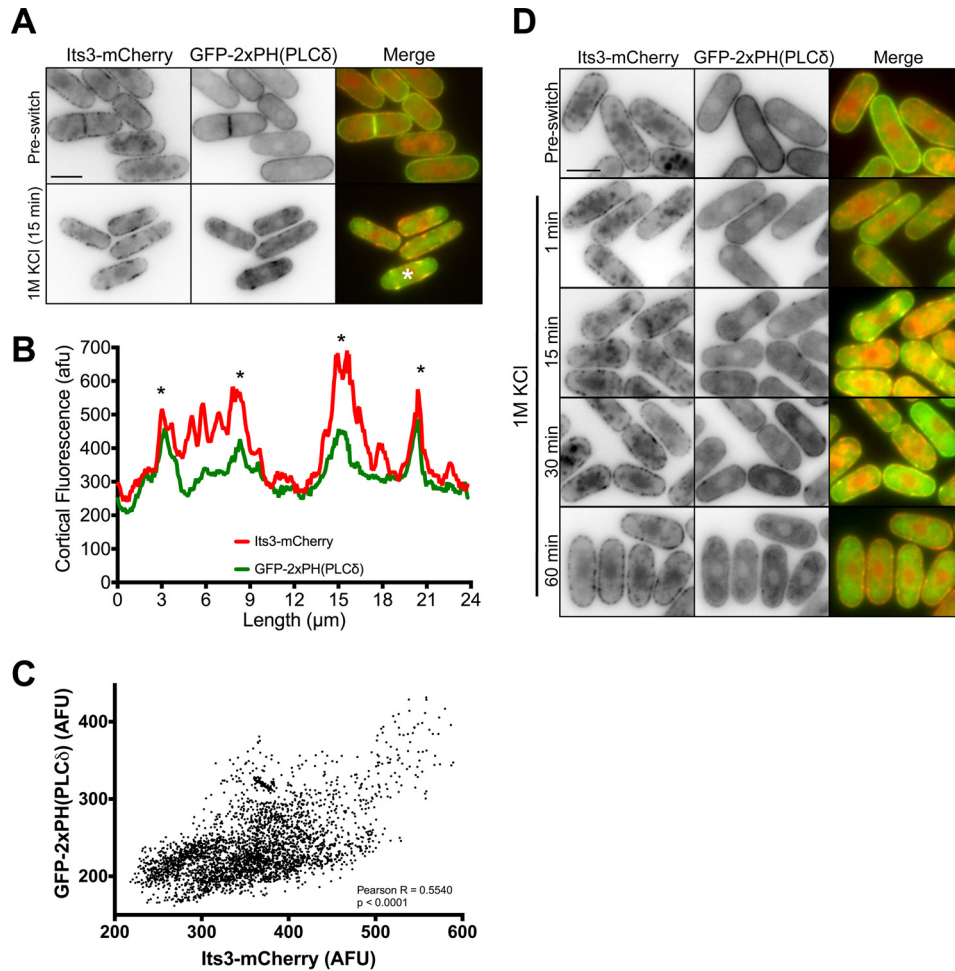 A
Its3-mCherry GFP-2xPH(PLCδ) Merge
Pre-switch
1M KCl (15 min)
*
B
Cortical Fluorescence (afu)
700
600
500
400
300
200
100
0
* * * *
Its3-mCherry
GFP-2xPH(PLCδ)
0 3 6 9 12 15 18 21 24
Length (µm)
C
GFP-2xPH(PLCδ) (AFU)
400
300
200
Pearson R = 0.5540
p < 0.0001
200 300 400 500 600
Its3-mCherry (AFU)
D
Its3-mCherry GFP-2xPH(PLCδ) Merge
Pre-switch
1M KCl
1 min
15 min
30 min
60 min